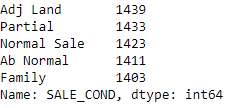 Adj Land 1439
Partial 1433
Normal Sale 1423
Ab Normal 1411
Family 1403
Name: SALE_COND, dtype: int64